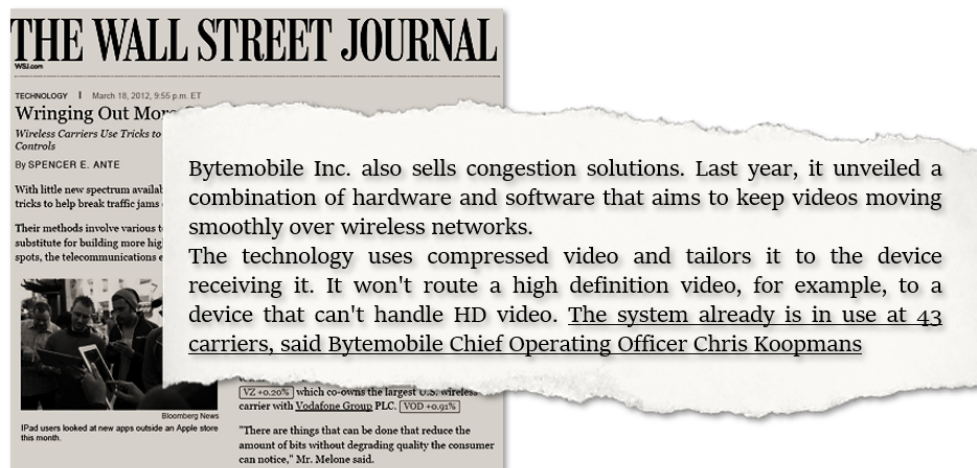 THE WALL STREET JOURNAL
WSJ.com
TECHNOLOGY | March 18, 2012, 9:55 p.m. ET
Wringing Out More
Wireless Carriers Use Tricks to
Controls
By SPENCER E. ANTE
With little new spectrum availab
tricks to help break traffic jams
Their methods involve various t
substitute for building more hig
spots, the telecommunications e
Bloomberg News
IPad users looked at new apps outside an Apple store
this month.
Bytemobile Inc. also sells congestion solutions. Last year, it unveiled a
combination of hardware and software that aims to keep videos moving
smoothly over wireless networks.
The technology uses compressed video and tailors it to the device
receiving it. It won't route a high definition video, for example, to a
device that can't handle HD video. The system already is in use at 43
carriers, said Bytemobile Chief Operating Officer Chris Koopmans
VZ +0.20% which co-owns the largest U.S. wireless
carrier with Vodafone Group PLC. VOD +0.91%
"There are things that can be done that reduce the
amount of bits without degrading quality the consumer
can notice," Mr. Melone said.